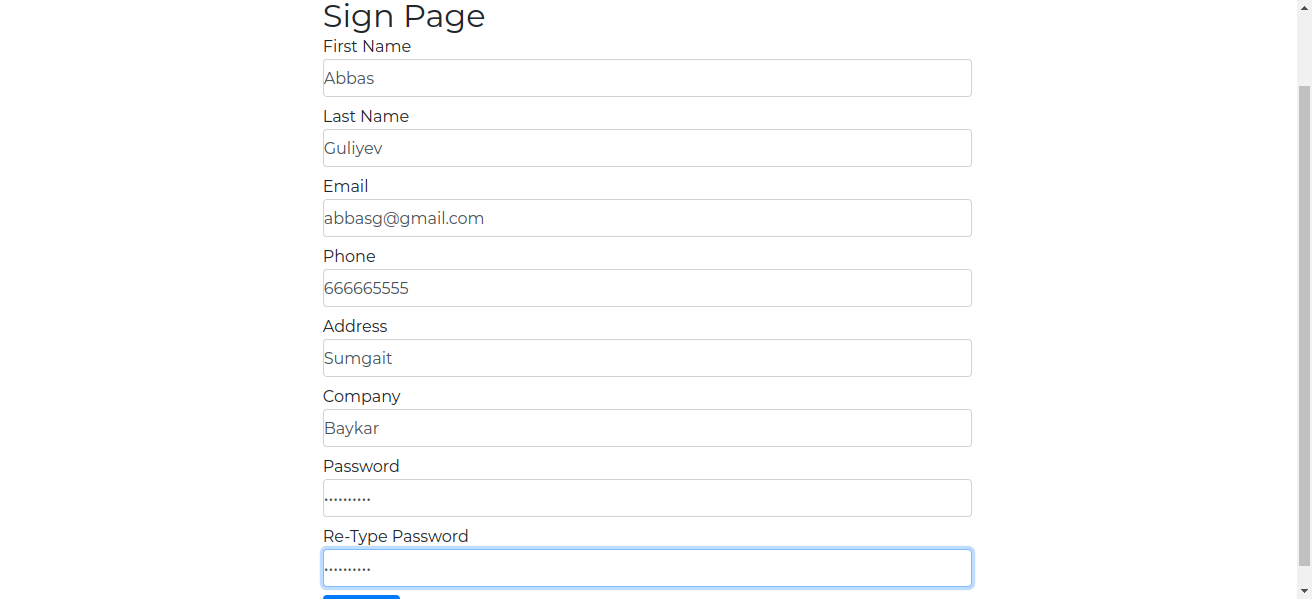 Sign Page
First Name
Abbas
Last Name
Guliyev
Email
abbasg@gmail.com
Phone
666665555
Address
Sumgait
Company
Baykar
Password
••••••••••
Re-Type Password
••••••••••